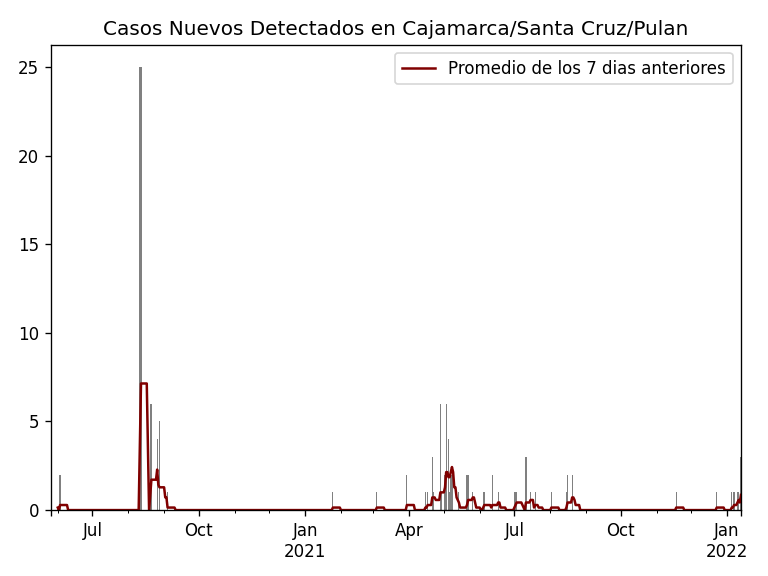 Casos Nuevos Detectados en Cajamarca/Santa Cruz/Pulan
Promedio de los 7 dias anteriores
25
20
15
10
5
0
Jul Oct Jan Apr Jul Oct Jan
2021 2022